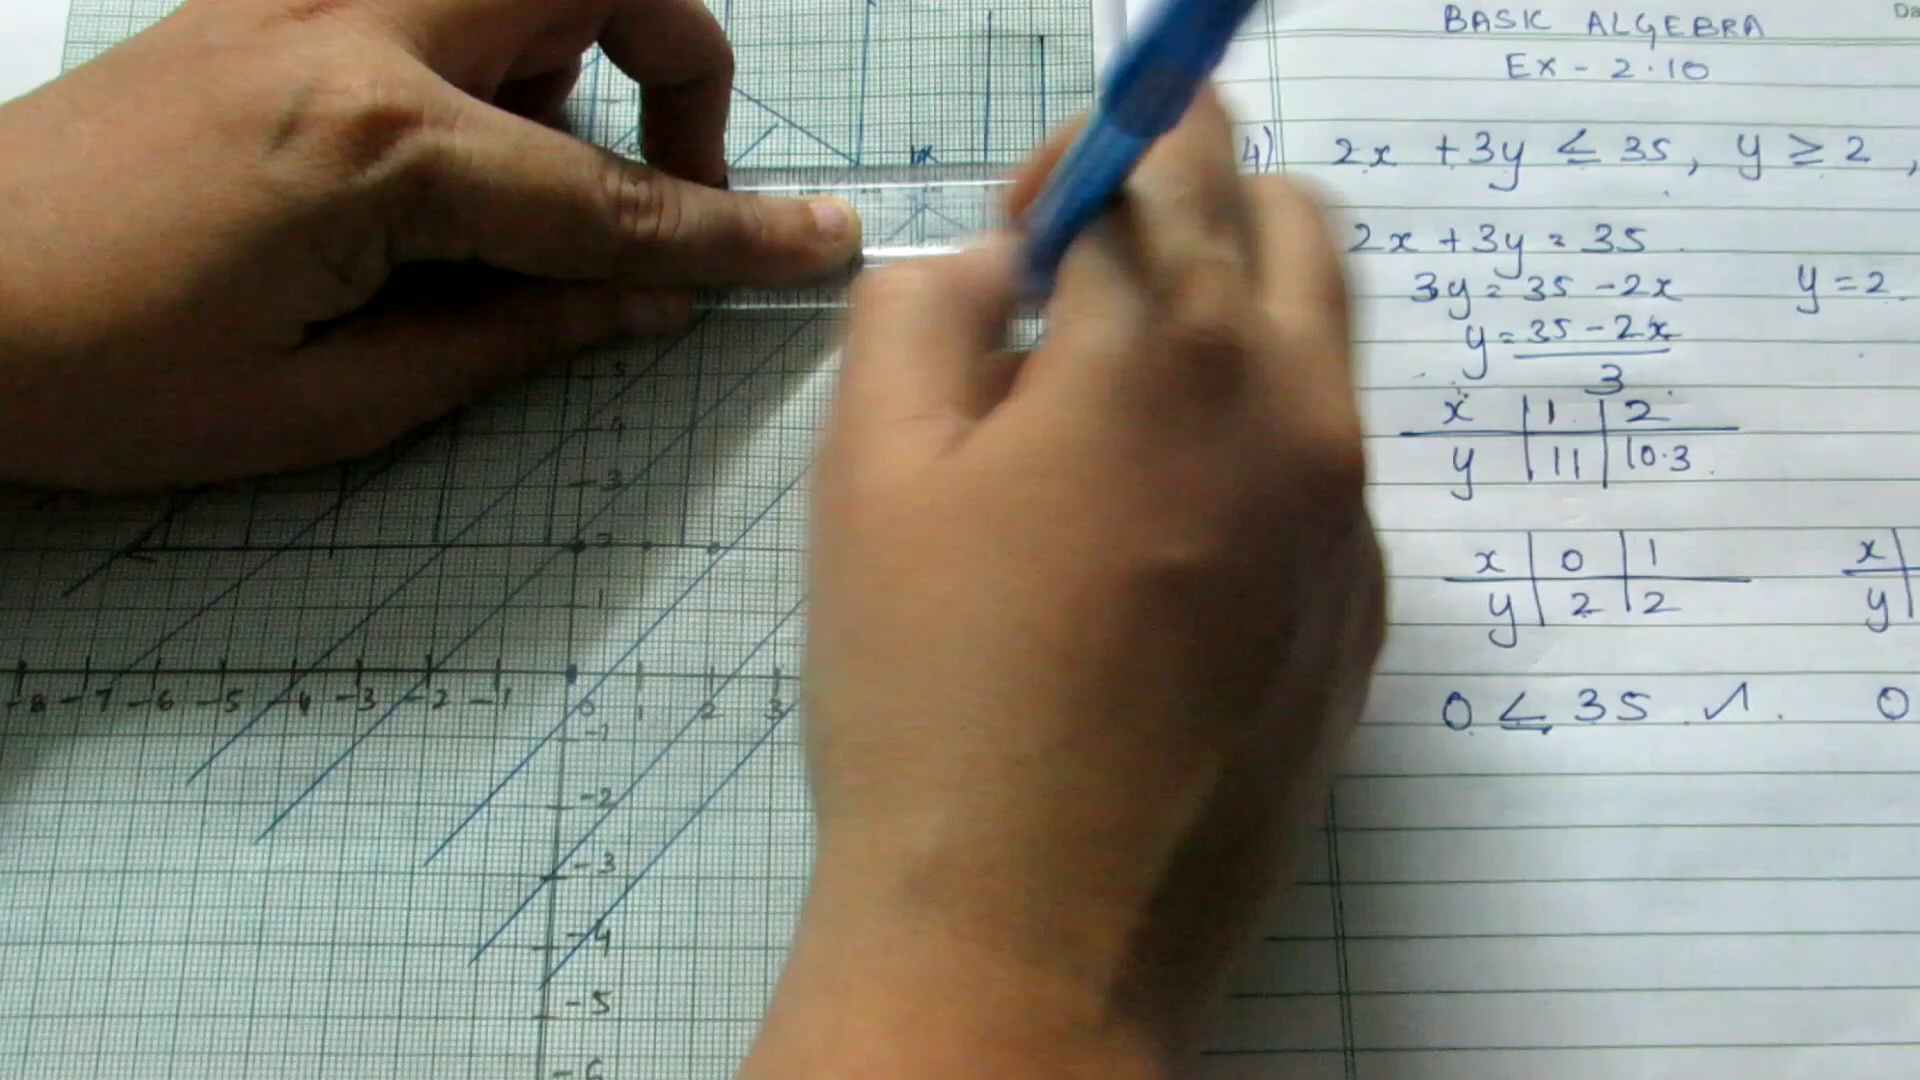 BASIC ALGEBRA
Da
EX - 2.10
4) 2x + 3y ≤ 35, y ≥ 2,
2x + 3y = 35
3y = 35 - 2x y = 2
y = 35 - 2x
3
x 1 2
y 11 10.3
x 0 1 x
y 2 2 y
0 ≤ 35 ✓. 0
5
4
3
2
1
-8 -7 -6 -5 -4 -3 -2 -1 0 1 2 3
-1
-2
-3
-4
-5
-6